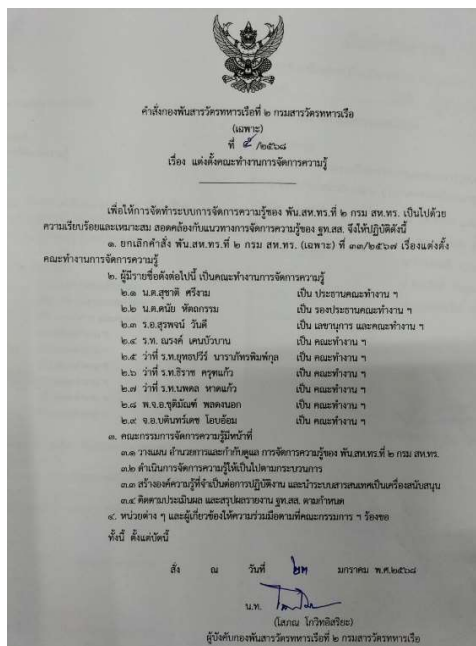 คำสั่งกองพันสารวัตรทหารเรือที่ ๒ กรมสารวัตรทหารเรือ
(เฉพาะ)
ที่ ๕ /๒๕๖๘
เรื่อง แต่งตั้งคณะทำงานการจัดการความรู้
เพื่อให้การจัดทำระบบการจัดการความรู้ของ พัน.สห.ทร.ที่ ๒ กรม สห.ทร. เป็นไปด้วย
ความเรียบร้อยและเหมาะสม สอดคล้องกับแนวทางการจัดการความรู้ของ ฐท.สส. จึงให้ปฏิบัติดังนี้
๑. ยกเลิกคำสั่ง พัน.สห.ทร.ที่ ๒ กรม สห.ทร. (เฉพาะ) ที่ ๓๓/๒๕๖๗ เรื่องแต่งตั้ง
คณะทำงานการจัดการความรู้
๒. ผู้มีรายชื่อดังต่อไปนี้ เป็นคณะทำงานการจัดการความรู้
๒.๑ น.ต.สุชาติ ศรีงาม เป็น ประธานคณะทำงาน ฯ
๒.๒ น.ต.ดนัย หัตถกรรม เป็น รองประธานคณะทำงาน ฯ
๒.๓ ร.อ.สุรพจน์ วันดี เป็น เลขานุการ และคณะทำงาน ฯ
๒.๔ ร.ท. ณรงค์ เคนบัวบาน เป็น คณะทำงาน ฯ
๒.๕ ว่าที่ ร.ท.ยุทธปวีร์ นาราภัทรพิมพ์กุล เป็น คณะทำงาน ฯ
๒.๖ ว่าที่ ร.ท.ธิราช ครุฑแก้ว เป็น คณะทำงาน ฯ
๒.๗ ว่าที่ ร.ท.นพดล หาดแก้ว เป็น คณะทำงาน ฯ
๒.๘ พ.จ.อ.ชุติมัณฑ์ พลดงนอก เป็น คณะทำงาน ฯ
๒.๙ จ.อ.บดินทร์เดช โอบอ้อม เป็น คณะทำงาน ฯ
๓. คณะกรรมการจัดการความรู้มีหน้าที่
๓.๑ วางแผน อำนวยการและกำกับดูแล การจัดการความรู้ของ พัน.สห.ทร.ที่ ๒ กรม สห.ทร.
๓.๒ ดำเนินการจัดการความรู้ให้เป็นไปตามกระบวนการ
๓.๓ สร้างองค์ความรู้ที่จำเป็นต่อการปฏิบัติงาน และนำระบบสารสนเทศเป็นเครื่องสนับสนุน
๓.๔ ติดตามประเมินผล และสรุปผลรายงาน ฐท.สส. ตามกำหนด
๔. หน่วยต่าง ๆ และผู้เกี่ยวข้องให้ความร่วมมือตามที่คณะกรรมการ ฯ ร้องขอ
ทั้งนี้ ตั้งแต่บัดนี้
สั่ง ณ วันที่ ๒๓ มกราคม พ.ศ.๒๕๖๘
น.ท.
(โสภณ โกวิทอิสริยะ)
ผู้บังคับกองพันสารวัตรทหารเรือที่ ๒ กรมสารวัตรทหารเรือ